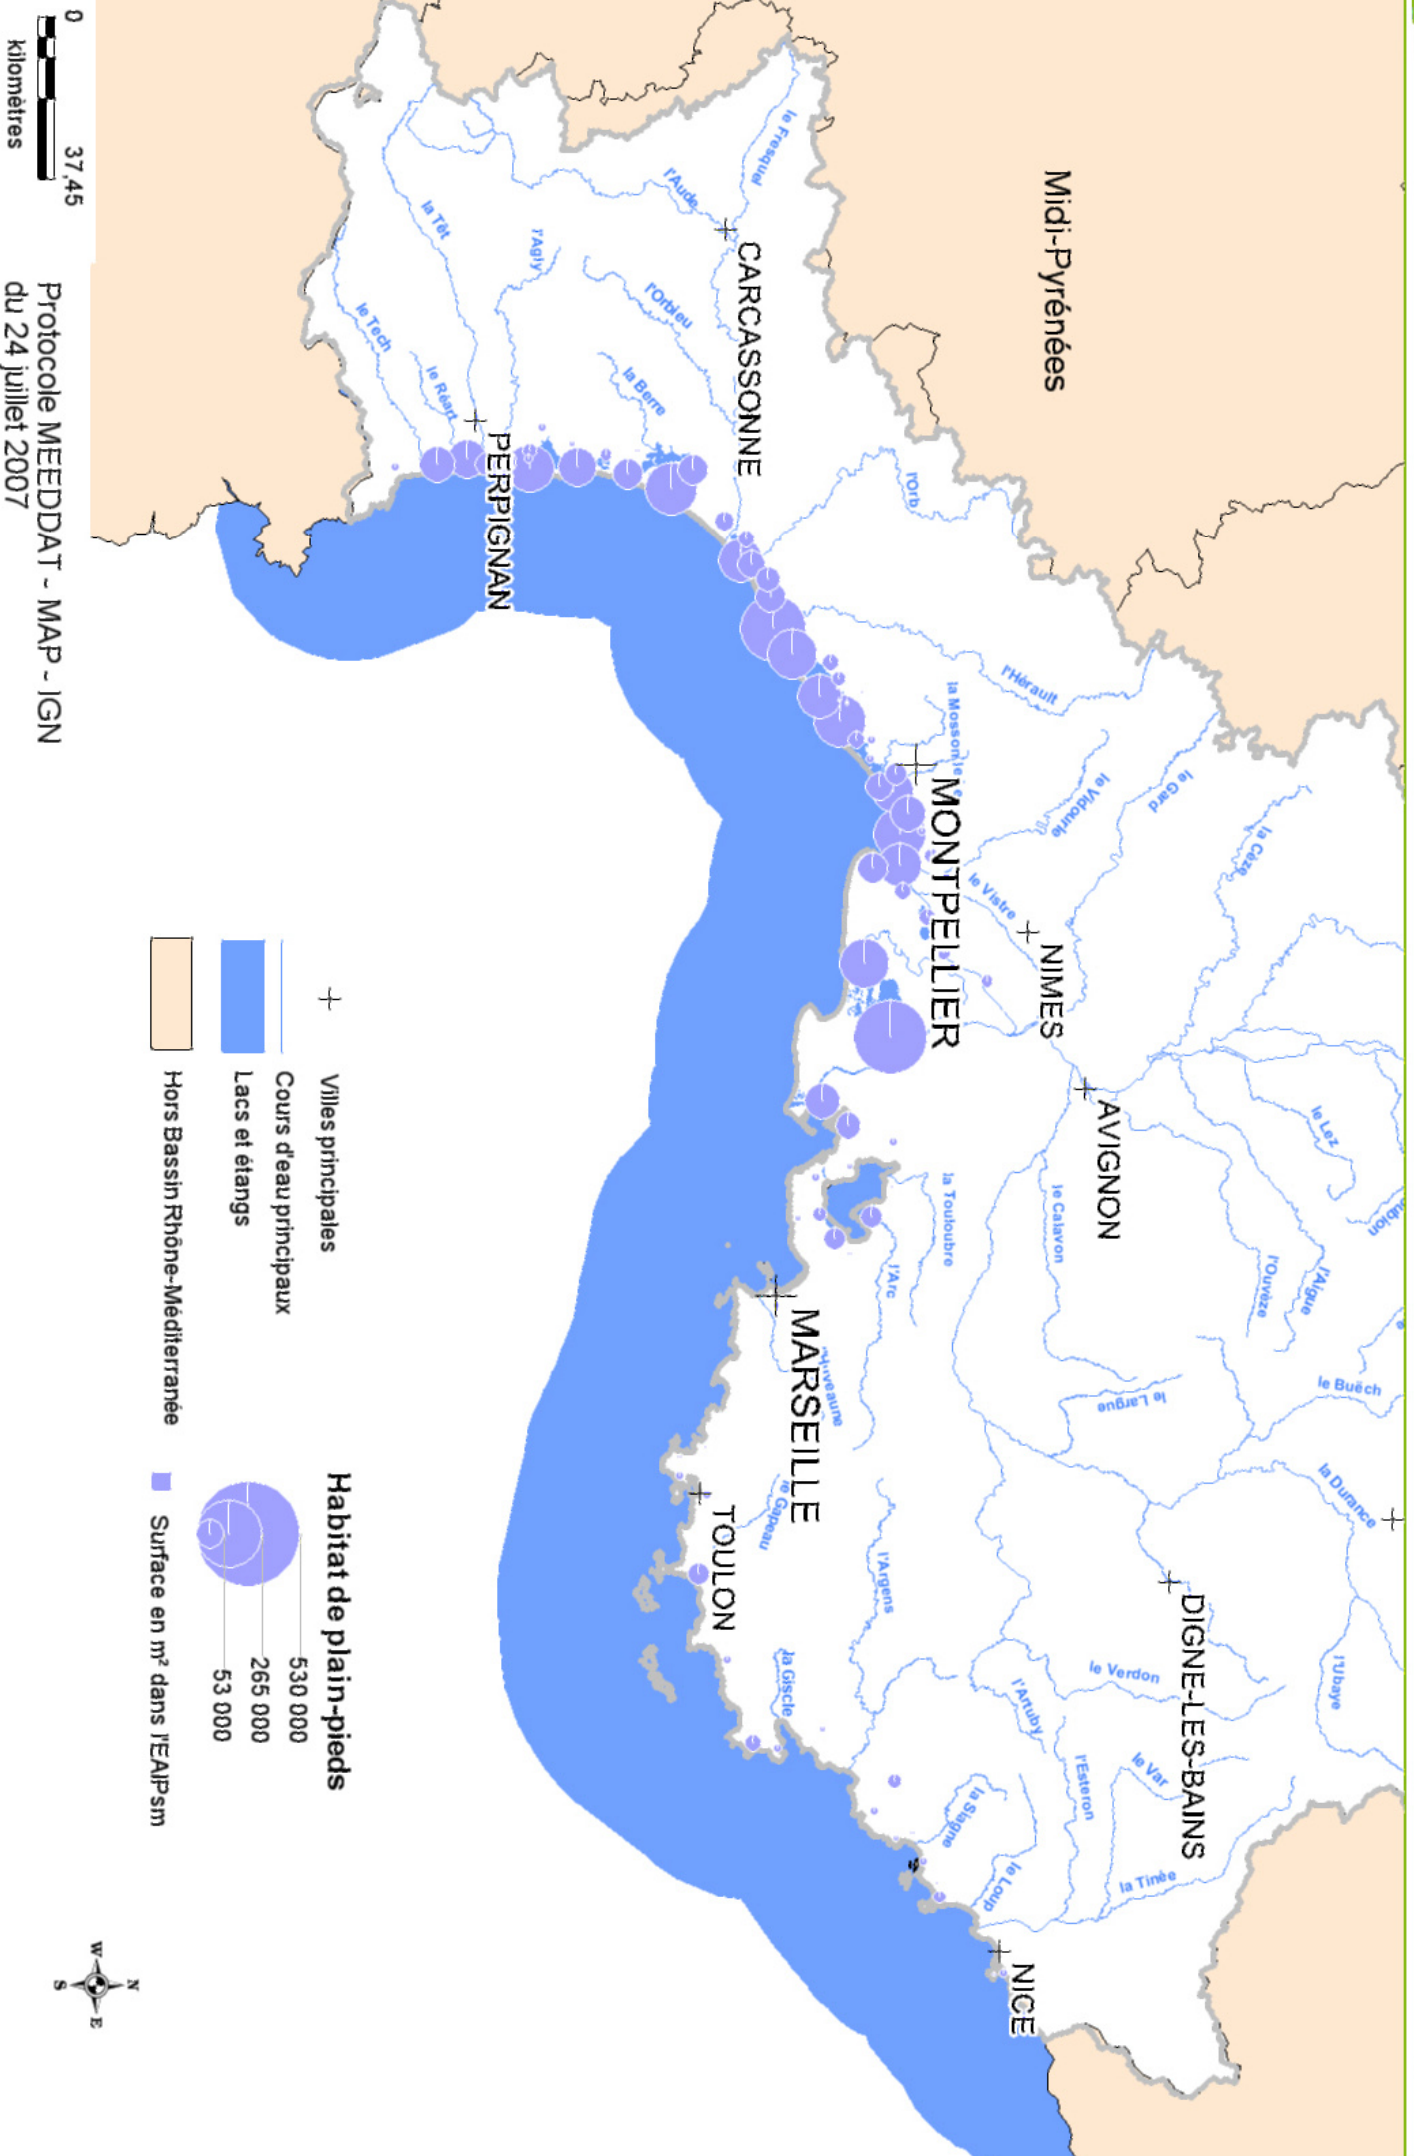 Midi-Pyrénées
le Fresquel
l'Aude
CARCASSONNE
l'Orbieu
la Berre
l'Agly
la Têt
le Tech
le Réart
PERPIGNAN
l'Orb
l'Hérault
la Mosson
MONTPELLIER
le Vidourle
le Gard
la Cèze
le Vistre
NIMES
AVIGNON
le Lez
l'Aigue
l'Ouvèze
le Calavon
la Touloubre
l'Arc
MARSEILLE
le Largue
le Buëch
la Durance
DIGNE-LES-BAINS
l'Ubaye
le Verdon
l'Artuby
l'Argens
le Gapeau
TOULON
la Giscle
l'Esteron
le Var
la Tinée
la Siagne
le Loup
NICE
Villes principales
Cours d'eau principaux
Lacs et étangs
Hors Bassin Rhône-Méditerranée
Habitat de plain-pieds
530 000
265 000
53 000
Surface en m² dans l'EAIPsm
0
37,45
kilomètres
Protocole MEEDDAT - MAP - IGN
du 24 juillet 2007
N
W
E
S